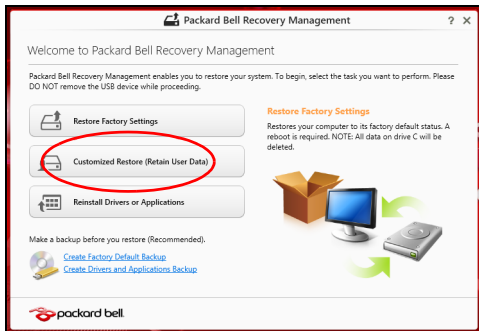 Packard Bell Recovery Management
? X
Welcome to Packard Bell Recovery Management
Packard Bell Recovery Management enables you to restore your system. To begin, select the task you want to perform. Please
DO NOT remove the USB device while proceeding.
Restore Factory Settings
Customized Restore (Retain User Data)
Reinstall Drivers or Applications
Restore Factory Settings
Restores your computer to its factory default status. A
reboot is required. NOTE: All data on drive C will be
deleted.
Make a backup before you restore (Recommended).
Create Factory Default Backup
Create Drivers and Applications Backup
packard bell.